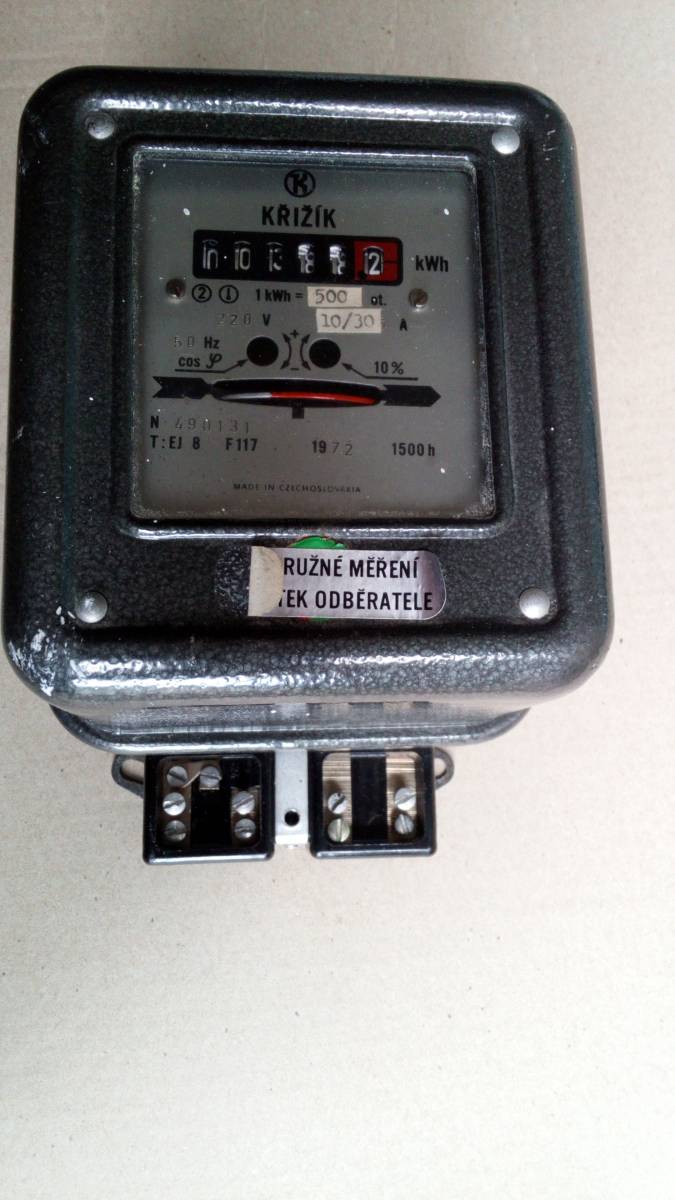 K
KŘIŽÍK
kWh
2 1 kWh = 500 ot.
220 V 10/30 A
50 Hz
+
cos φ 10%
-
N 490131
T: EJ 8 F117 1972 1500 h
MADE IN CZECHOSLOVAKIA
RUŽNÉ MĚŘENÍ
TEK ODBĚRATELE